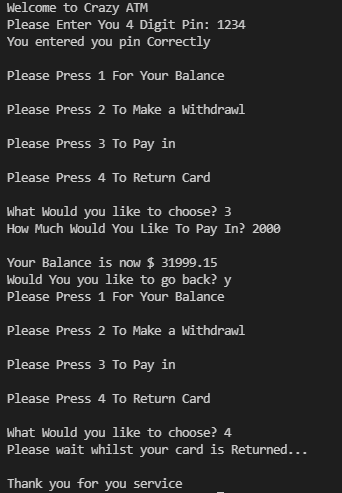 Welcome to Crazy ATM
Please Enter You 4 Digit Pin: 1234
You entered you pin Correctly
Please Press 1 For Your Balance
Please Press 2 To Make a Withdrawl
Please Press 3 To Pay in
Please Press 4 To Return Card
What Would you like to choose? 3
How Much Would You Like To Pay In? 2000
Your Balance is now $ 31999.15
Would You you like to go back? y
Please Press 1 For Your Balance
Please Press 2 To Make a Withdrawl
Please Press 3 To Pay in
Please Press 4 To Return Card
What Would you like to choose? 4
Please wait whilst your card is Returned...
Thank you for you service